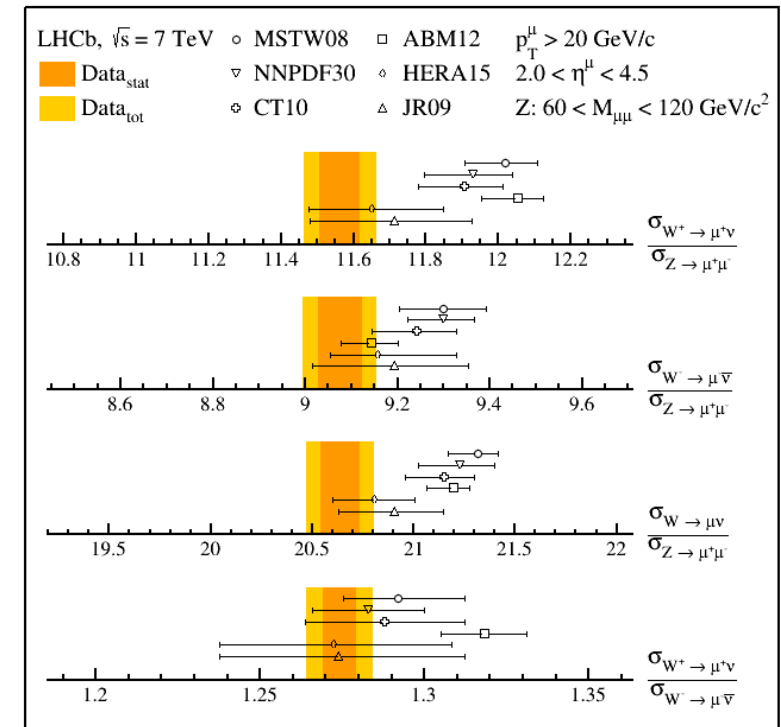 LHCb, √s = 7 TeV ○ MSTW08 □ ABM12 p_T^μ > 20 GeV/c
Data_stat ▽ NNPDF30 ◊ HERA15 2.0 < η^μ < 4.5
Data_tot ✚ CT10 △ JR09 Z: 60 < M_μμ < 120 GeV/c²
10.8 11 11.2 11.4 11.6 11.8 12 12.2
σ_W⁺ → μ⁺ν
σ_Z → μ⁺μ⁻
8.6 8.8 9 9.2 9.4 9.6
σ_W⁻ → μ⁻ν̅
σ_Z → μ⁺μ⁻
19.5 20 20.5 21 21.5 22
σ_W → μν
σ_Z → μ⁺μ⁻
1.2 1.25 1.3 1.35
σ_W⁺ → μ⁺ν
σ_W⁻ → μ⁻ν̅